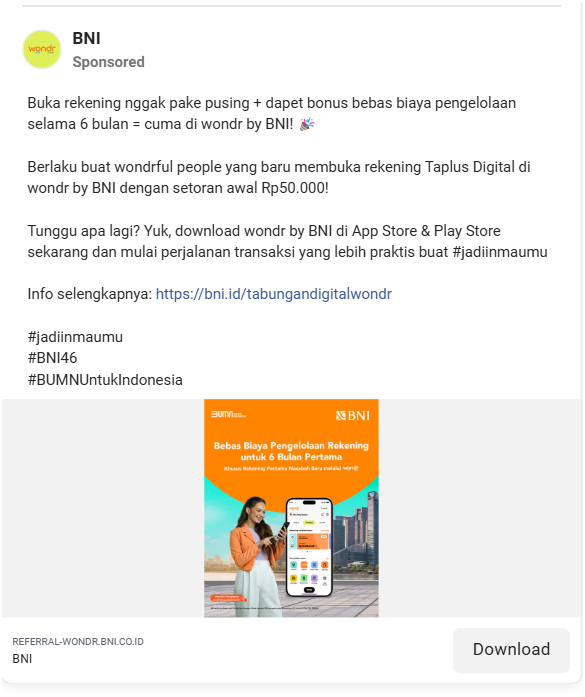 wondr
BNI
Sponsored
Buka rekening nggak pake pusing + dapet bonus bebas biaya pengelolaan
selama 6 bulan = cuma di wondr by BNI! 🎉
Berlaku buat wondrful people yang baru membuka rekening Taplus Digital di
wondr by BNI dengan setoran awal Rp50.000!
Tunggu apa lagi? Yuk, download wondr by BNI di App Store & Play Store
sekarang dan mulai perjalanan transaksi yang lebih praktis buat #jadiinmaumu
Info selengkapnya: https://bni.id/tabungandigitalwondr
#jadiinmaumu
#BNI46
#BUMNUntukIndonesia
BUMN
BNI
Bebas Biaya Pengelolaan Rekening
untuk 6 Bulan Pertama
Khusus Rekening Pertama Nasabah Baru melalui wondr
REFERRAL-WONDR.BNI.CO.ID
BNI
Download